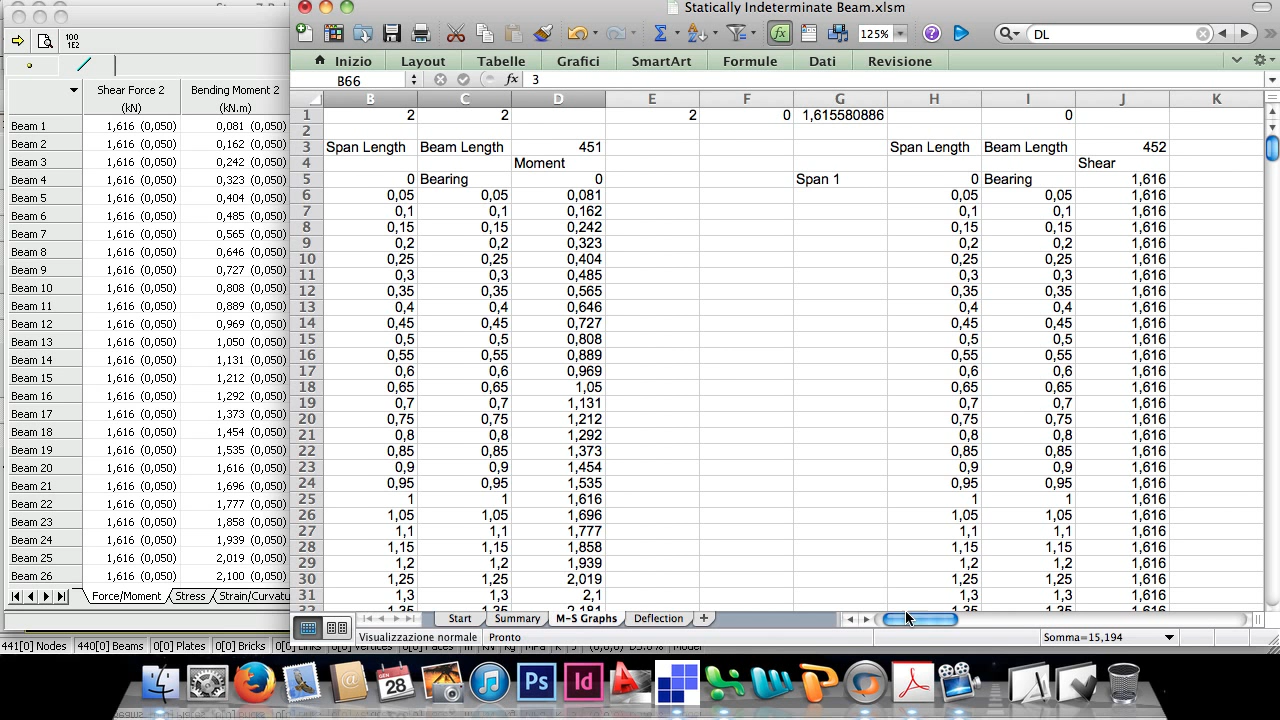 Statically Indeterminate Beam.xlsm
125% DL
Inizio Layout Tabelle Grafici SmartArt Formule Dati Revisione
B66 fx 3
B C D E F G H I J K
1 2 2 2 0 1,615580886 0
2
3 Span Length Beam Length 451 Span Length Beam Length 452
4 Moment Shear
5 0 Bearing 0 Span 1 0 Bearing 1,616
6 0,05 0,05 0,081 0,05 0,05 1,616
7 0,1 0,1 0,162 0,1 0,1 1,616
8 0,15 0,15 0,242 0,15 0,15 1,616
9 0,2 0,2 0,323 0,2 0,2 1,616
10 0,25 0,25 0,404 0,25 0,25 1,616
11 0,3 0,3 0,485 0,3 0,3 1,616
12 0,35 0,35 0,565 0,35 0,35 1,616
13 0,4 0,4 0,646 0,4 0,4 1,616
14 0,45 0,45 0,727 0,45 0,45 1,616
15 0,5 0,5 0,808 0,5 0,5 1,616
16 0,55 0,55 0,889 0,55 0,55 1,616
17 0,6 0,6 0,969 0,6 0,6 1,616
18 0,65 0,65 1,05 0,65 0,65 1,616
19 0,7 0,7 1,131 0,7 0,7 1,616
20 0,75 0,75 1,212 0,75 0,75 1,616
21 0,8 0,8 1,292 0,8 0,8 1,616
22 0,85 0,85 1,373 0,85 0,85 1,616
23 0,9 0,9 1,454 0,9 0,9 1,616
24 0,95 0,95 1,535 0,95 0,95 1,616
25 1 1 1,616 1 1 1,616
26 1,05 1,05 1,696 1,05 1,05 1,616
27 1,1 1,1 1,777 1,1 1,1 1,616
28 1,15 1,15 1,858 1,15 1,15 1,616
29 1,2 1,2 1,939 1,2 1,2 1,616
30 1,25 1,25 2,019 1,25 1,25 1,616
31 1,3 1,3 2,1 1,3 1,3 1,616
32 1,35 1,35 2,181 1,35 1,35 1,616
Start Summary M-S Graphs Deflection
Visualizzazione normale Pronto Somma=15,194
100
1E2
Shear Force 2 Bending Moment 2
(kN) (kN.m)
Beam 1 1,616 (0,050) 0,081 (0,050)
Beam 2 1,616 (0,050) 0,162 (0,050)
Beam 3 1,616 (0,050) 0,242 (0,050)
Beam 4 1,616 (0,050) 0,323 (0,050)
Beam 5 1,616 (0,050) 0,404 (0,050)
Beam 6 1,616 (0,050) 0,485 (0,050)
Beam 7 1,616 (0,050) 0,565 (0,050)
Beam 8 1,616 (0,050) 0,646 (0,050)
Beam 9 1,616 (0,050) 0,727 (0,050)
Beam 10 1,616 (0,050) 0,808 (0,050)
Beam 11 1,616 (0,050) 0,889 (0,050)
Beam 12 1,616 (0,050) 0,969 (0,050)
Beam 13 1,616 (0,050) 1,050 (0,050)
Beam 14 1,616 (0,050) 1,131 (0,050)
Beam 15 1,616 (0,050) 1,212 (0,050)
Beam 16 1,616 (0,050) 1,292 (0,050)
Beam 17 1,616 (0,050) 1,373 (0,050)
Beam 18 1,616 (0,050) 1,454 (0,050)
Beam 19 1,616 (0,050) 1,535 (0,050)
Beam 20 1,616 (0,050) 1,616 (0,050)
Beam 21 1,616 (0,050) 1,696 (0,050)
Beam 22 1,616 (0,050) 1,777 (0,050)
Beam 23 1,616 (0,050) 1,858 (0,050)
Beam 24 1,616 (0,050) 1,939 (0,050)
Beam 25 1,616 (0,050) 2,019 (0,050)
Beam 26 1,616 (0,050) 2,100 (0,050)
Force/Moment Stress Strain/Curvatu
441[0] Nodes 440[0] Beams 0[0] Plates 0[0] Bricks 0[0] Links
GEN
28
Ps Id